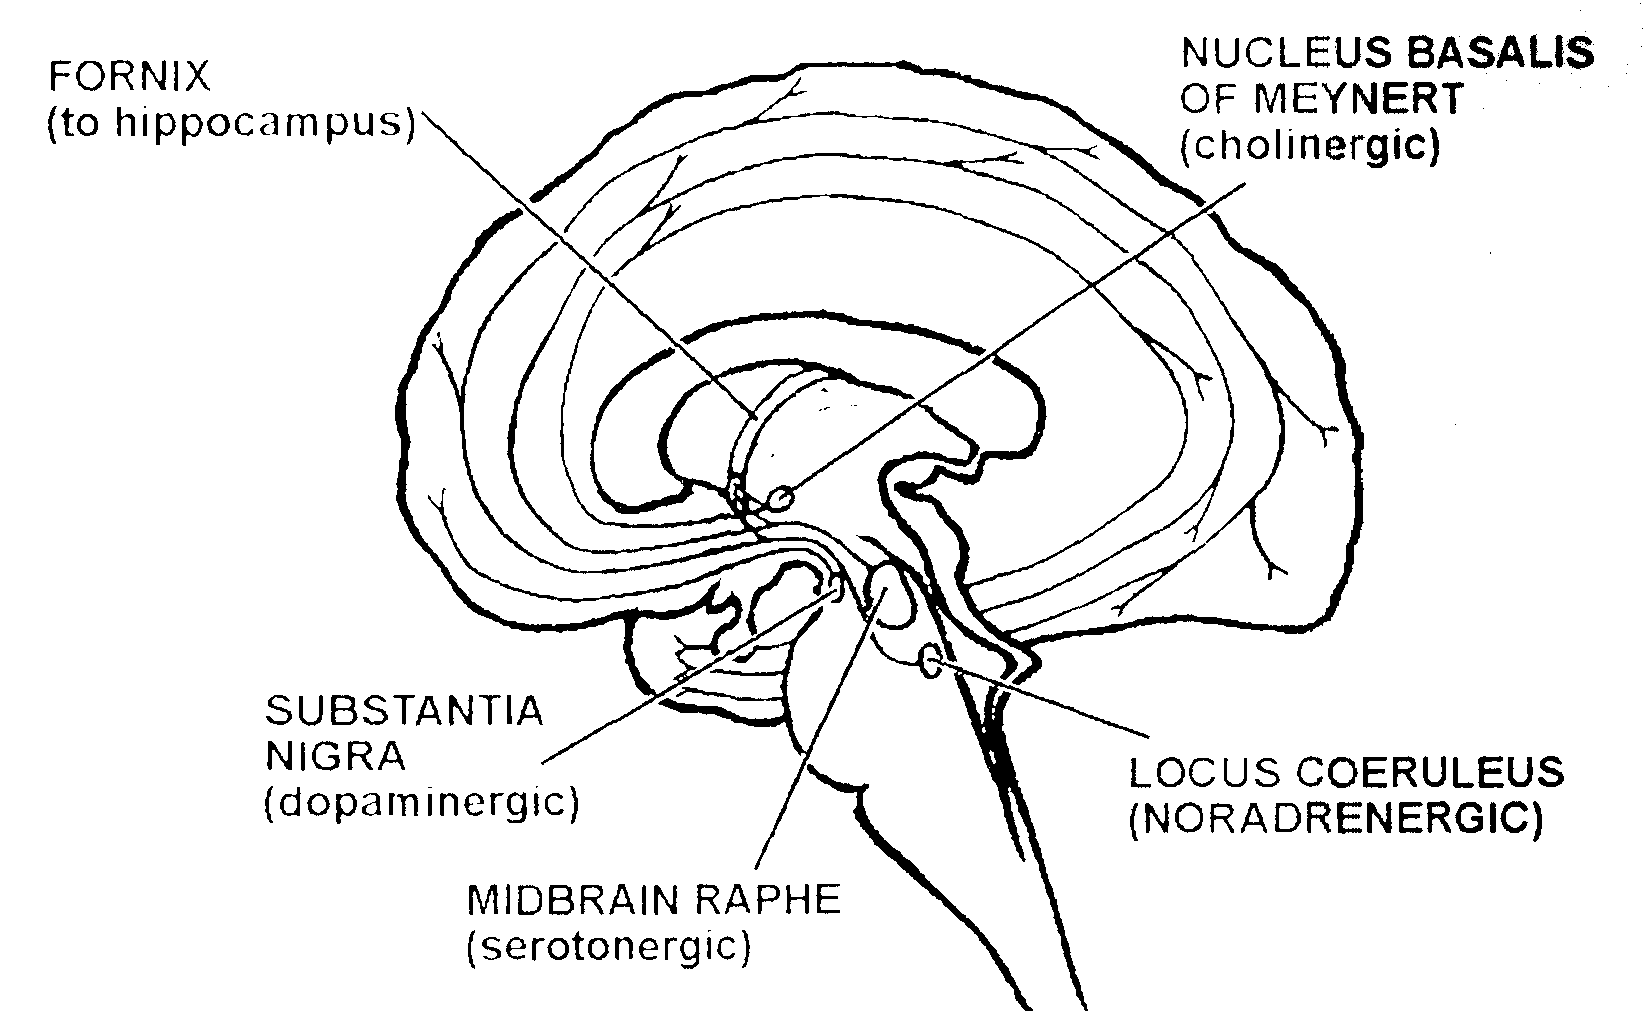 FORNIX
(to hippocampus)
NUCLEUS BASALIS
OF MEYNERT
(cholinergic)
SUBSTANTIA
NIGRA
(dopaminergic)
LOCUS COERULEUS
(NORADRENERGIC)
MIDBRAIN RAPHE
(serotonergic)